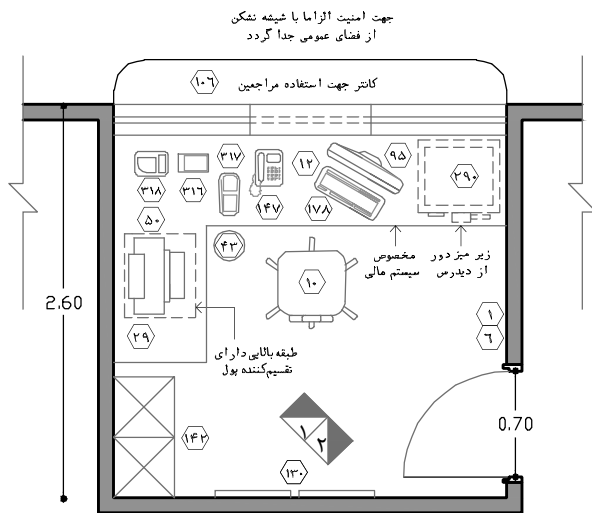 جهت امنیت الزاما با شیشه نشکن
از فضای عمومی جدا گردد
۱۰۶
کانتر جهت استفاده مراجعین
۳۱۸
۳۱۶
۳۱۷
۱۴۷
۱۲
۱۷۸
۹۵
۲۹۰
۵۰
۴۳
مخصوص
سیستم مالی
زیر میز دور
از دیدرس
۱۰
2.60
۲۹
طبقه بالایی دارای
تقسیم‌کننده پول
۱
۶
۱۴۲
۱
۲
0.70
۱۳۰